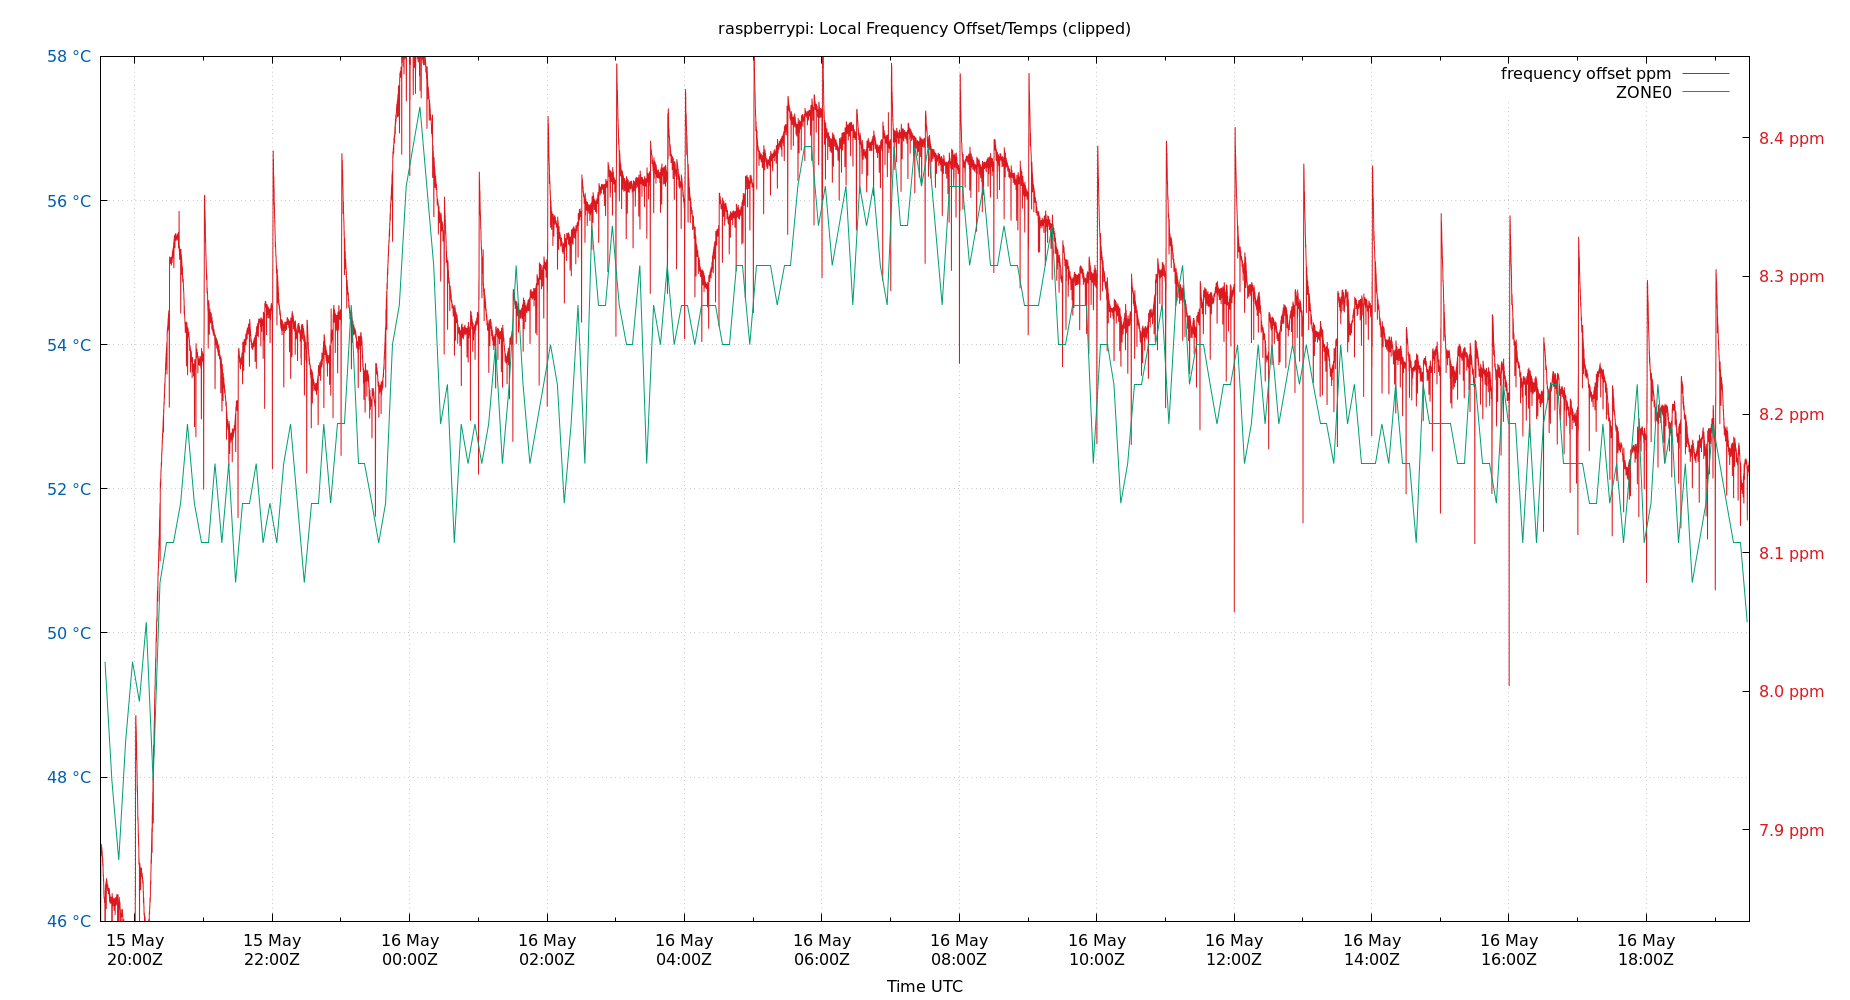 raspberrypi: Local Frequency Offset/Temps (clipped)
58 °C
56 °C
54 °C
52 °C
50 °C
48 °C
46 °C
frequency offset ppm
ZONE0
8.4 ppm
8.3 ppm
8.2 ppm
8.1 ppm
8.0 ppm
7.9 ppm
15 May 15 May 16 May 16 May 16 May 16 May 16 May 16 May 16 May 16 May 16 May 16 May
20:00Z 22:00Z 00:00Z 02:00Z 04:00Z 06:00Z 08:00Z 10:00Z 12:00Z 14:00Z 16:00Z 18:00Z
Time UTC